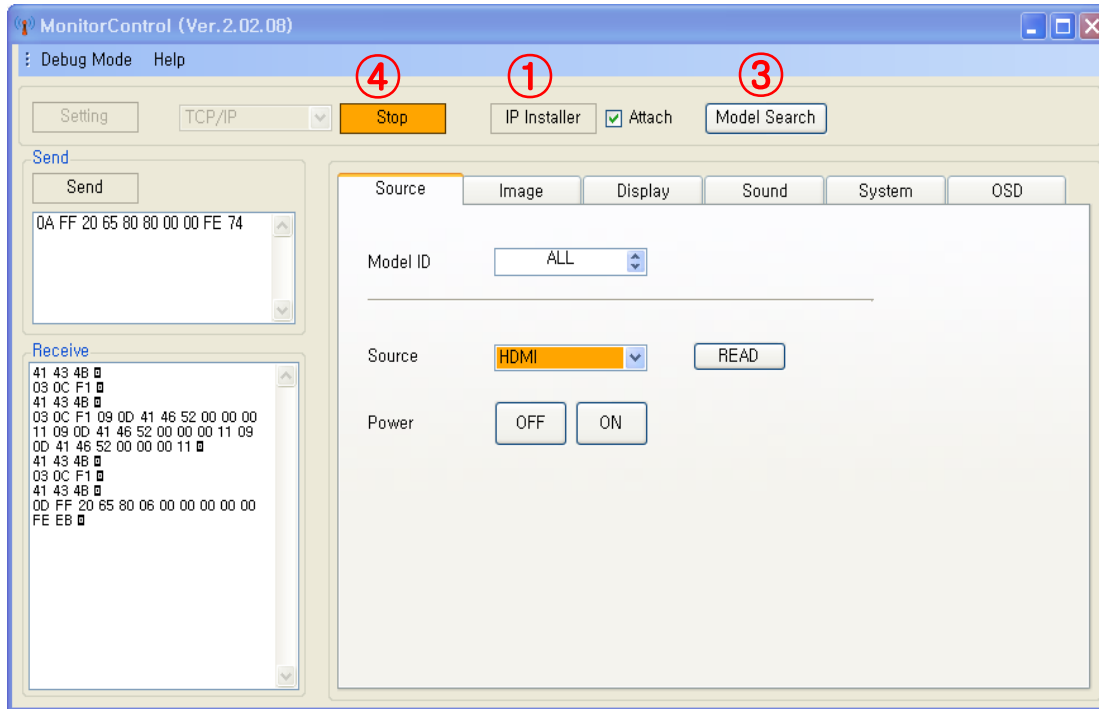 MonitorControl (Ver.2.02.08)
Debug Mode Help
④ ① ③
Setting TCP/IP Stop IP Installer Attach Model Search
Send
Send
0A FF 20 65 80 80 00 00 FE 74
Receive
41 43 4B
03 0C F1
41 43 4B
03 0C F1 09 0D 41 46 52 00 00 00
11 09 0D 41 46 52 00 00 00 11 09
0D 41 46 52 00 00 00 11
41 43 4B
03 0C F1
41 43 4B
0D FF 20 65 80 06 00 00 00 00 00
FE EB
Source Image Display Sound System OSD
Model ID ALL
Source HDMI READ
Power OFF ON